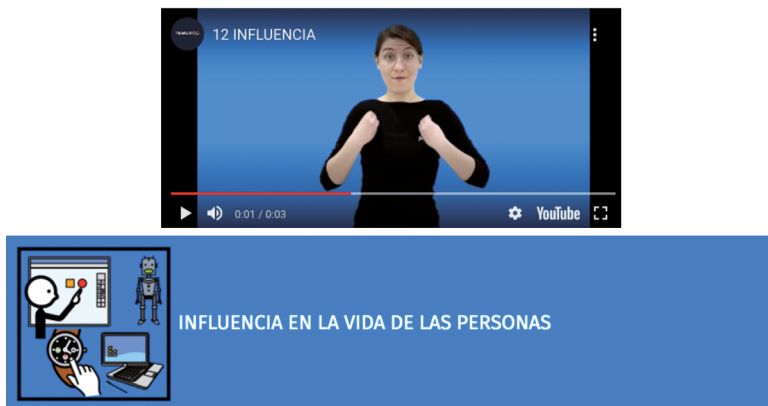 12 INFLUENCIA
0:01 / 0:03
YouTube
INFLUENCIA EN LA VIDA DE LAS PERSONAS